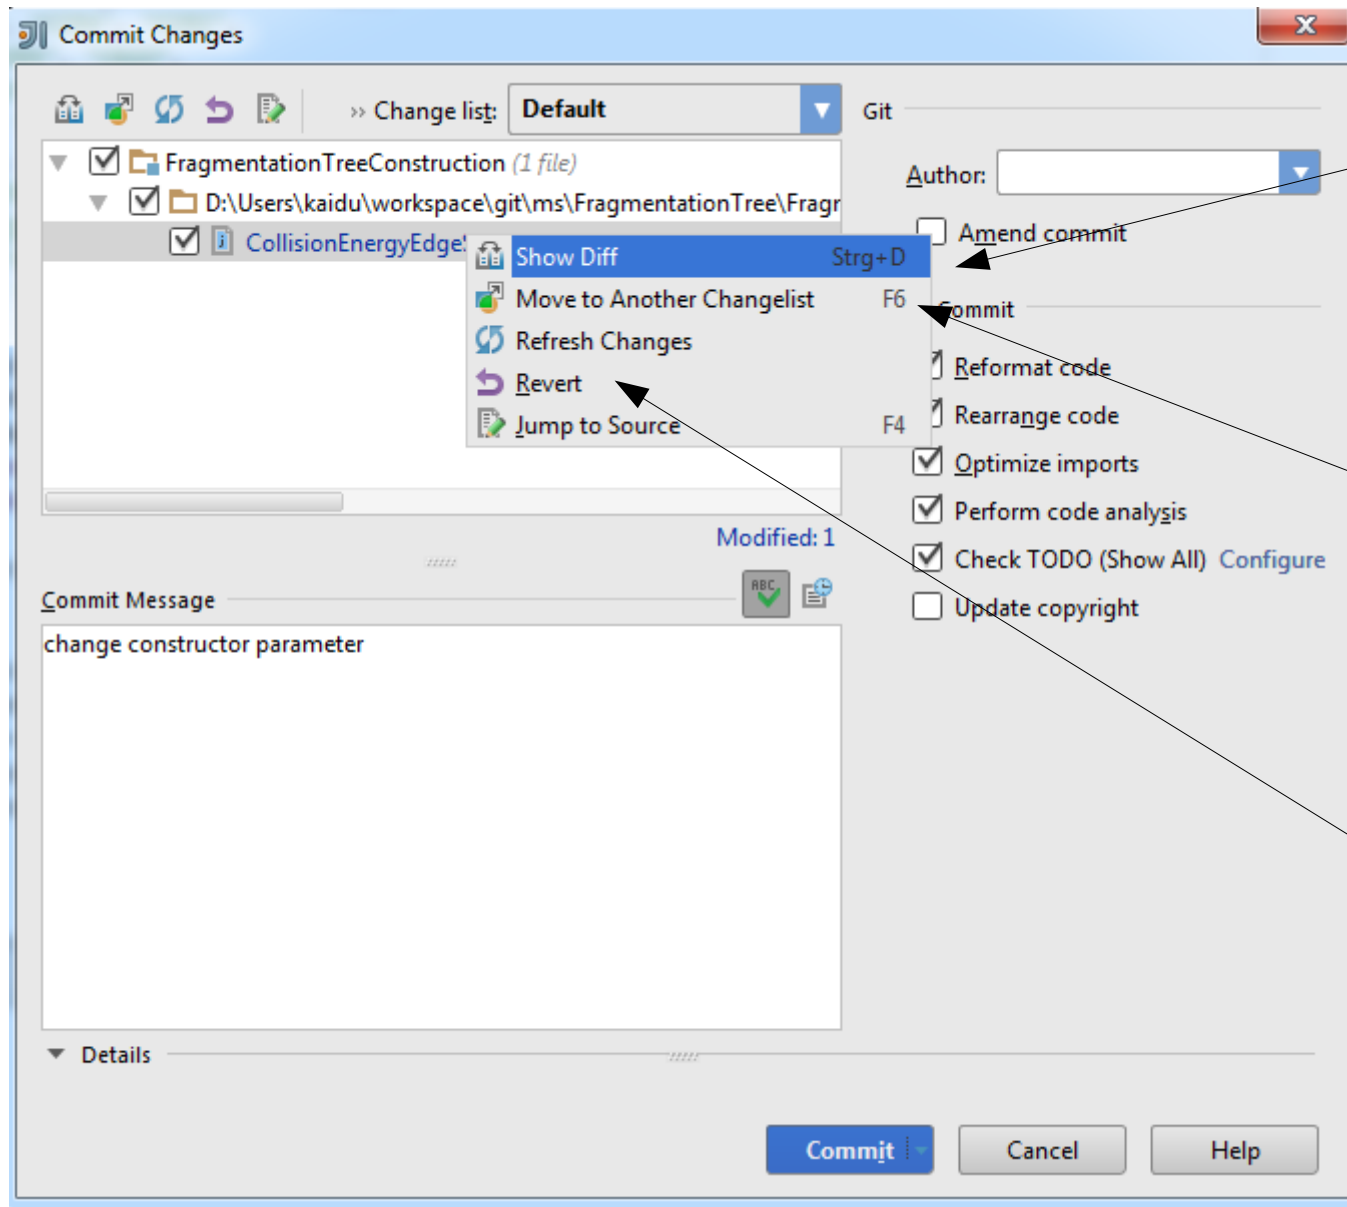 Commit Changes
» Change list: Default
Git
FragmentationTreeConstruction (1 file)
D:\Users\kaidu\workspace\git\ms\FragmentationTree\Fragr
CollisionEnergyEdge
Author:
Amend commit
Show Diff Strg+D
Move to Another Changelist F6
Refresh Changes
Revert
Jump to Source F4
Commit
Reformat code
Rearrange code
Optimize imports
Perform code analysis
Check TODO (Show All) Configure
Update copyright
Modified: 1
Commit Message
ABC
change constructor parameter
Details
Commit
Cancel
Help